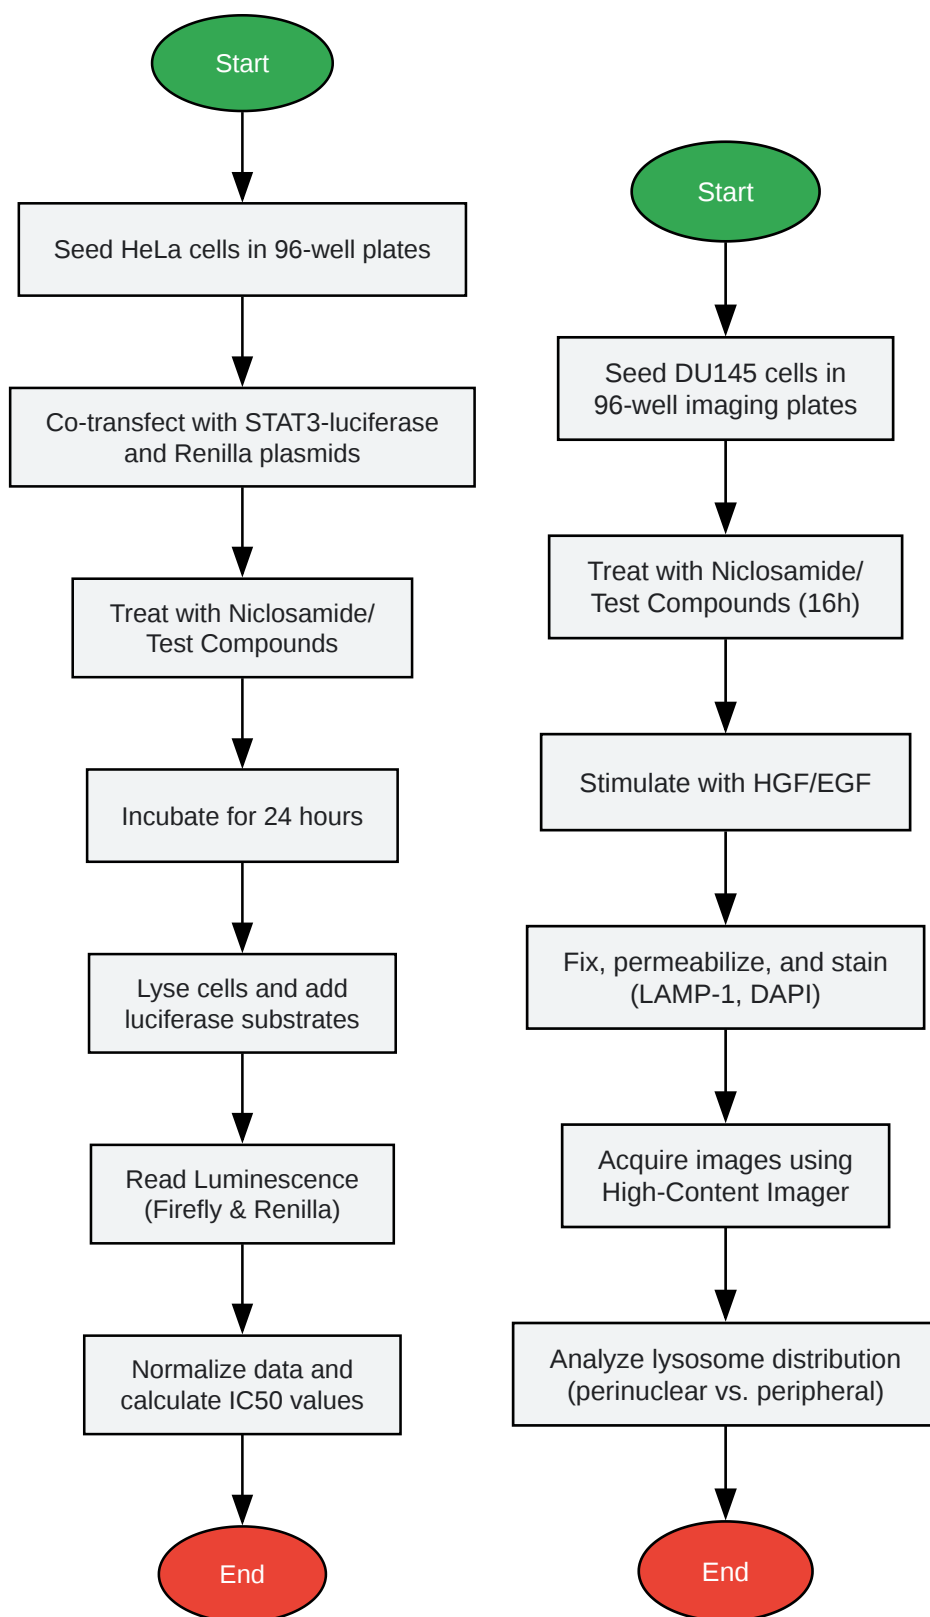 Start
Seed HeLa cells in 96-well plates
Co-transfect with STAT3-luciferase
and Renilla plasmids
Treat with Niclosamide/
Test Compounds
Incubate for 24 hours
Lyse cells and add
luciferase substrates
Read Luminescence
(Firefly & Renilla)
Normalize data and
calculate IC50 values
End
Start
Seed DU145 cells in
96-well imaging plates
Treat with Niclosamide/
Test Compounds (16h)
Stimulate with HGF/EGF
Fix, permeabilize, and stain
(LAMP-1, DAPI)
Acquire images using
High-Content Imager
Analyze lysosome distribution
(perinuclear vs. peripheral)
End